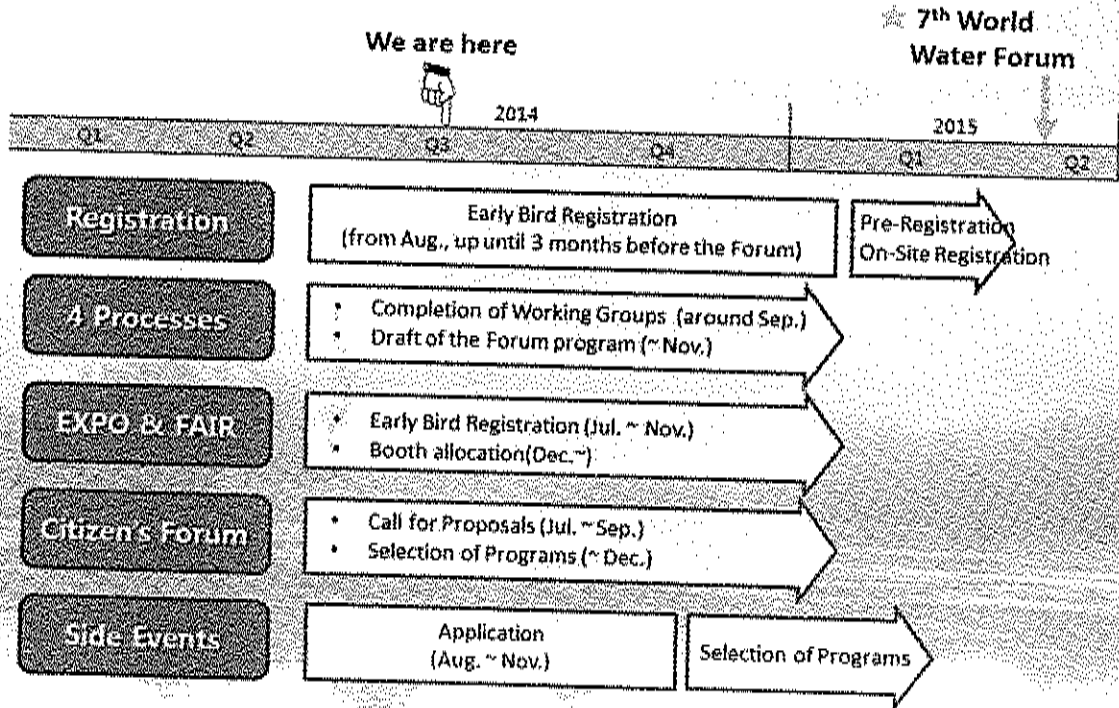 ☆ 7th World
Water Forum
We are here
2014
2015
Q1 Q2 Q3 Q4 Q1 Q2
Registration
Early Bird Registration
(from Aug., up until 3 months before the Forum)
Pre-Registration
On-Site Registration
4 Processes
• Completion of Working Groups (around Sep.)
• Draft of the Forum program (~ Nov.)
EXPO & FAIR
• Early Bird Registration (Jul. ~ Nov.)
• Booth allocation(Dec.~)
Citizen's Forum
• Call for Proposals (Jul. ~ Sep.)
• Selection of Programs (~ Dec.)
Side Events
Application
(Aug. ~ Nov.)
Selection of Programs